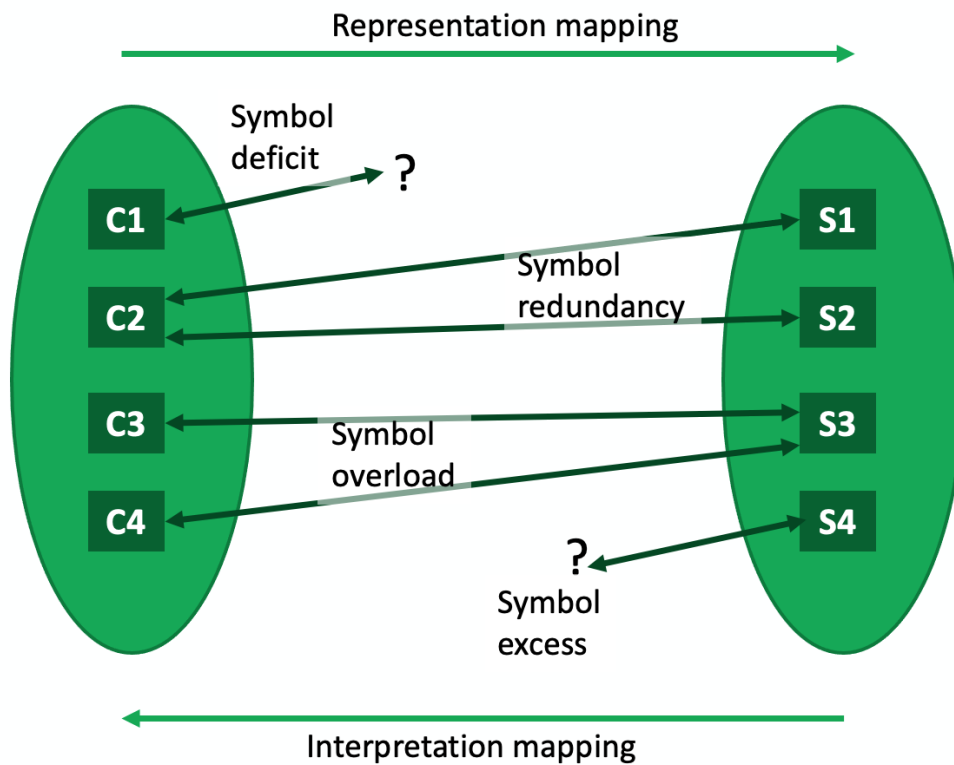 Representation mapping
Symbol
deficit
?
C1
S1
Symbol
redundancy
C2
S2
C3
S3
Symbol
overload
C4
S4
?
Symbol
excess
Interpretation mapping